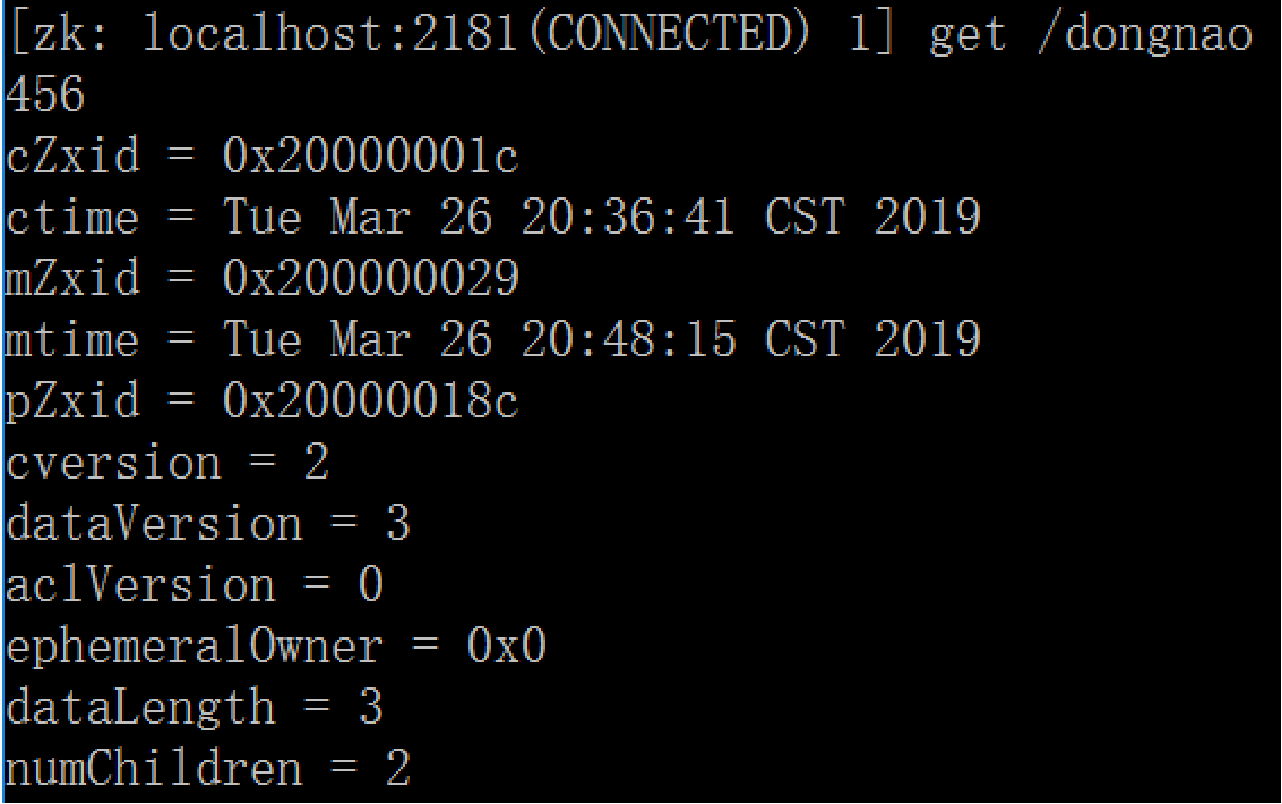 [zk: localhost:2181(CONNECTED) 1] get /dongnao
456
cZxid = 0x20000001c
ctime = Tue Mar 26 20:36:41 CST 2019
mZxid = 0x200000029
mtime = Tue Mar 26 20:48:15 CST 2019
pZxid = 0x20000018c
cversion = 2
dataVersion = 3
aclVersion = 0
ephemeralOwner = 0x0
dataLength = 3
numChildren = 2